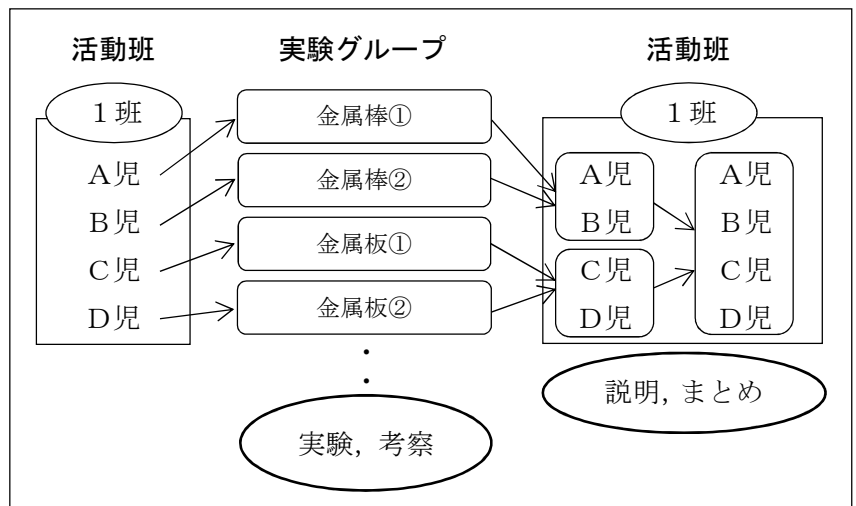 活動班
実験グループ
活動班
1班
A児
B児
C児
D児
金属棒①
金属棒②
金属板①
金属板②
・
・
実験，考察
1班
A児
B児
C児
D児
A児
B児
C児
D児
説明，まとめ